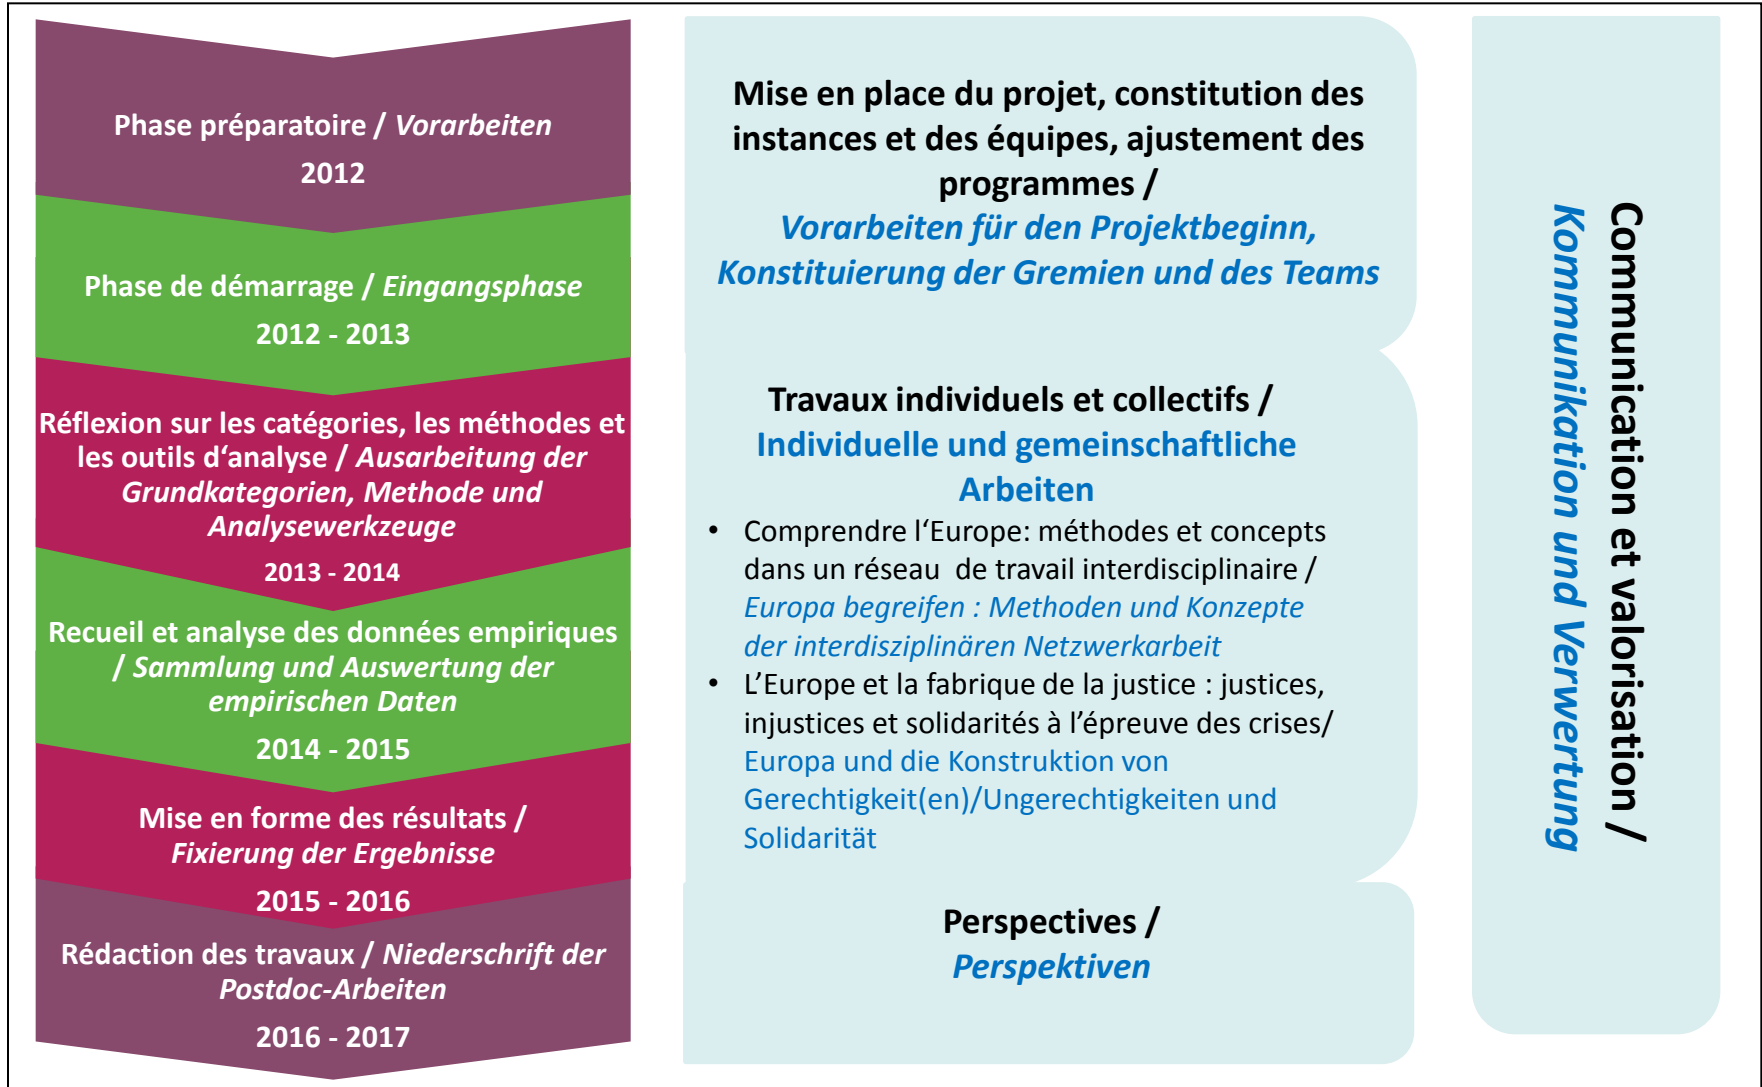 Phase préparatoire / Vorarbeiten
2012
Phase de démarrage / Eingangsphase
2012 - 2013
Réflexion sur les catégories, les méthodes et
les outils d‘analyse / Ausarbeitung der
Grundkategorien, Methode und
Analysewerkzeuge
2013 - 2014
Recueil et analyse des données empiriques
/ Sammlung und Auswertung der
empirischen Daten
2014 - 2015
Mise en forme des résultats /
Fixierung der Ergebnisse
2015 - 2016
Rédaction des travaux / Niederschrift der
Postdoc-Arbeiten
2016 - 2017
Mise en place du projet, constitution des
instances et des équipes, ajustement des
programmes /
Vorarbeiten für den Projektbeginn,
Konstituierung der Gremien und des Teams
Travaux individuels et collectifs /
Individuelle und gemeinschaftliche
Arbeiten
• Comprendre l‘Europe: méthodes et concepts
dans un réseau de travail interdisciplinaire /
Europa begreifen : Methoden und Konzepte
der interdisziplinären Netzwerkarbeit
• L’Europe et la fabrique de la justice : justices,
injustices et solidarités à l’épreuve des crises/
Europa und die Konstruktion von
Gerechtigkeit(en)/Ungerechtigkeiten und
Solidarität
Perspectives /
Perspektiven
Communication et valorisation /
Kommunikation und Verwertung